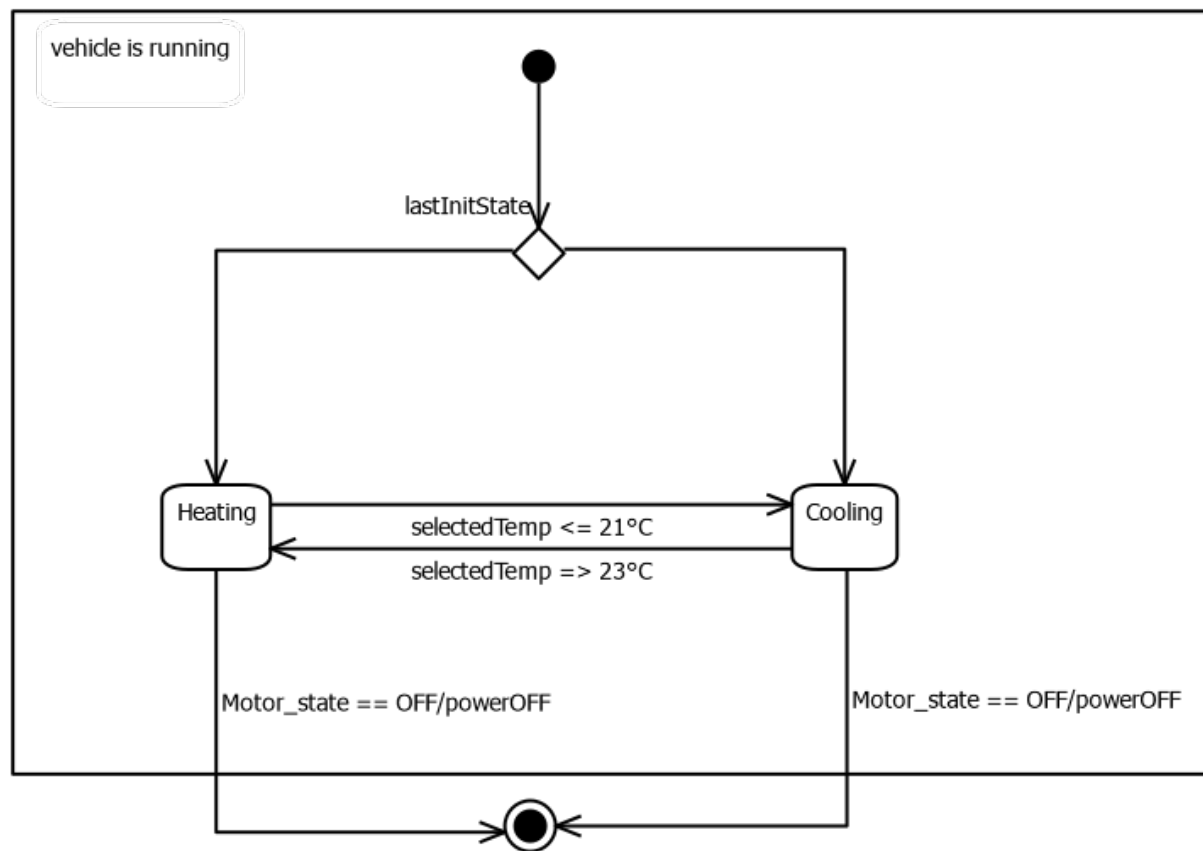 vehicle is running
lastInitState
Heating
Cooling
selectedTemp <= 21°C
selectedTemp => 23°C
Motor_state == OFF/powerOFF
Motor_state == OFF/powerOFF